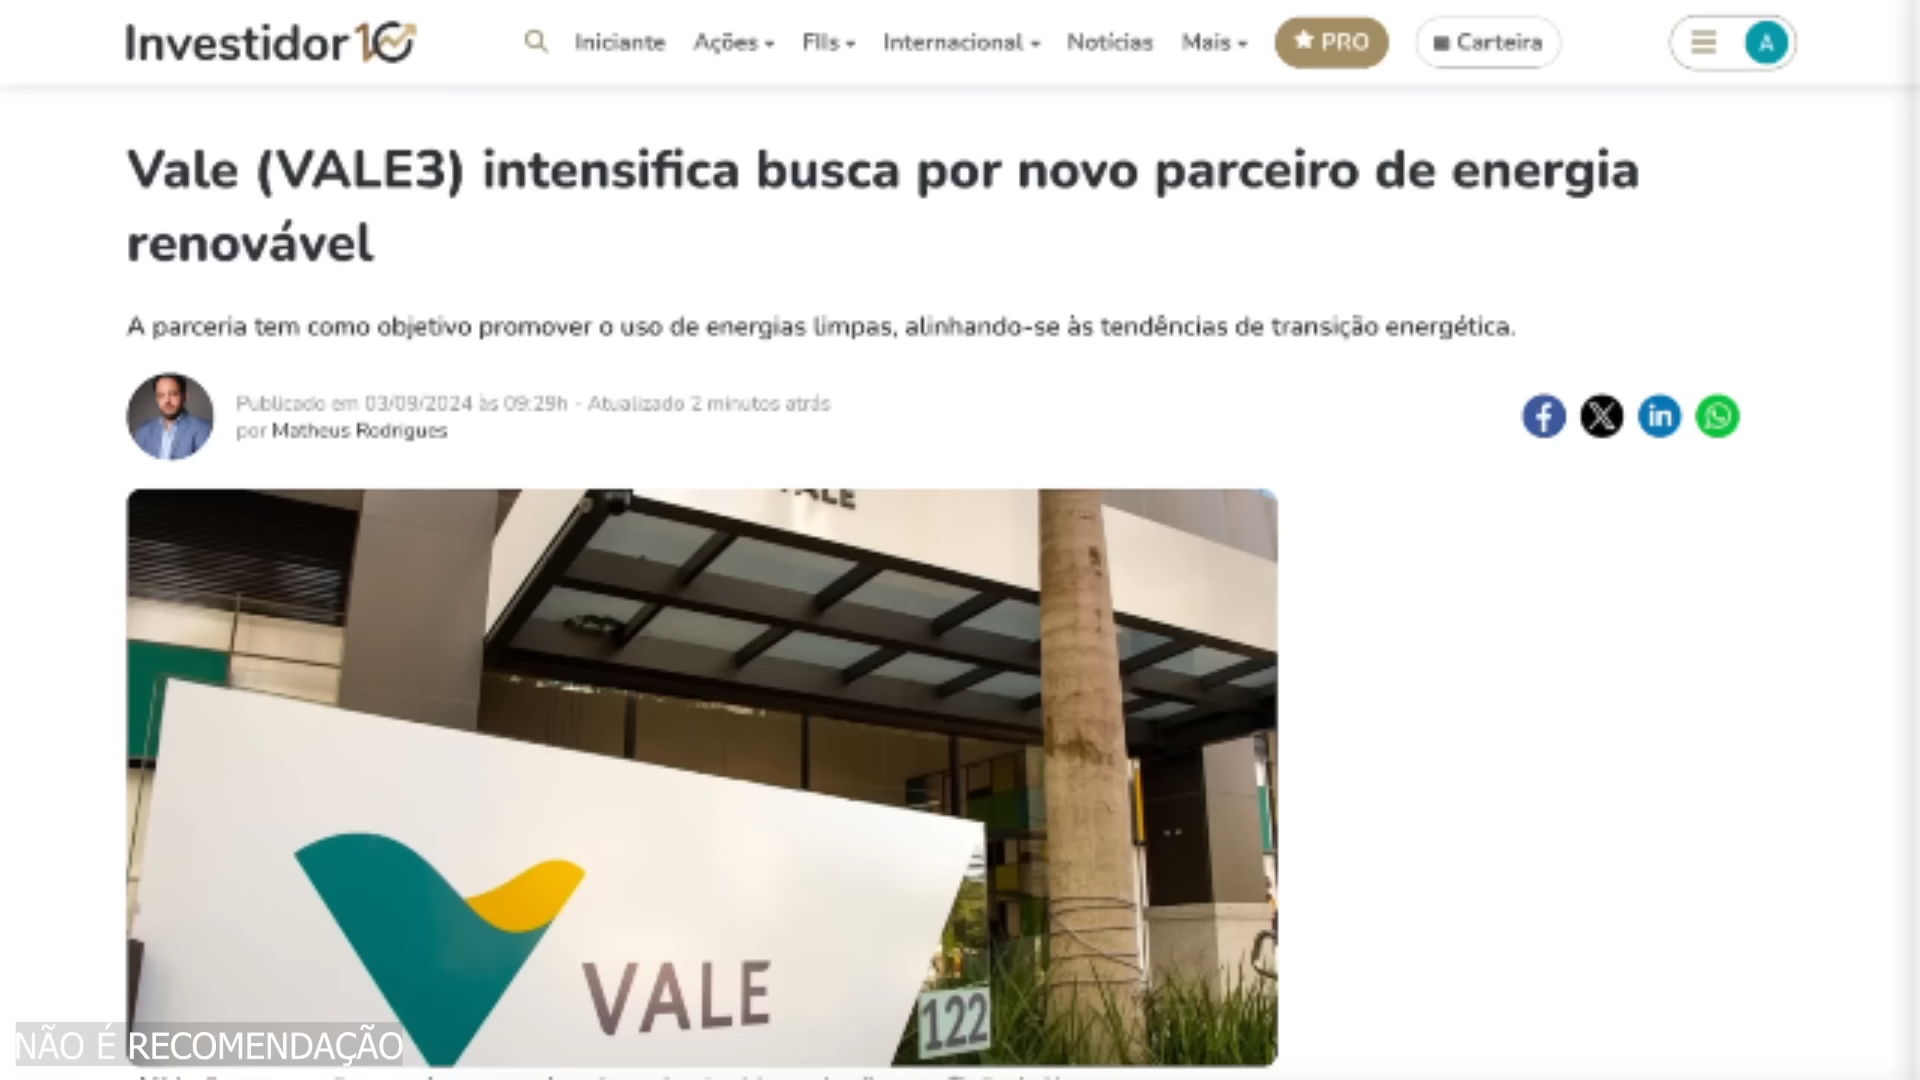 Investidor10
Iniciante
Ações
FIIs
Internacional
Notícias
Mais
PRO
Carteira
A
Vale (VALE3) intensifica busca por novo parceiro de energia
renovável
A parceria tem como objetivo promover o uso de energias limpas, alinhando-se às tendências de transição energética.
Publicado em 03/09/2024 às 09:29h - Atualizado 2 minutos atrás
por Matheus Rodrigues
VALE
VALE
122
NÃO É RECOMENDAÇÃO